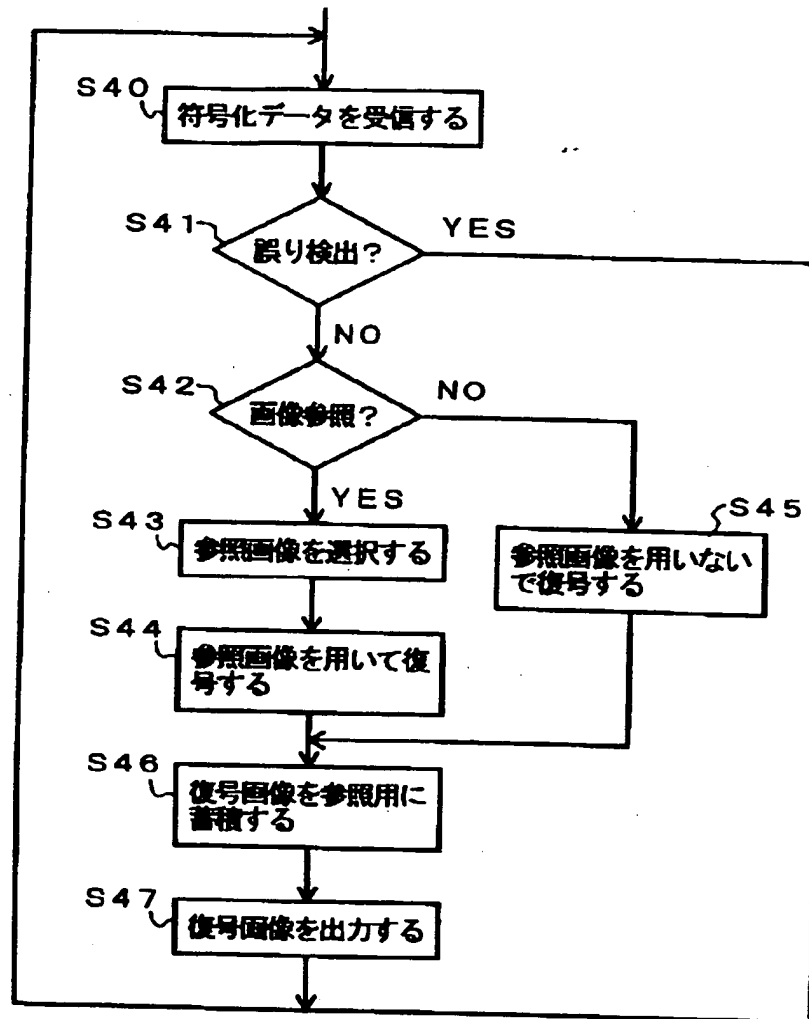 S40
符号化データを受信する
S41
誤り検出?
YES
NO
S42
画像参照?
NO
YES
S43
参照画像を選択する
S45
参照画像を用いない
で復号する
S44
参照画像を用いて復
号する
S46
復号画像を参照用に
蓄積する
S47
復号画像を出力する